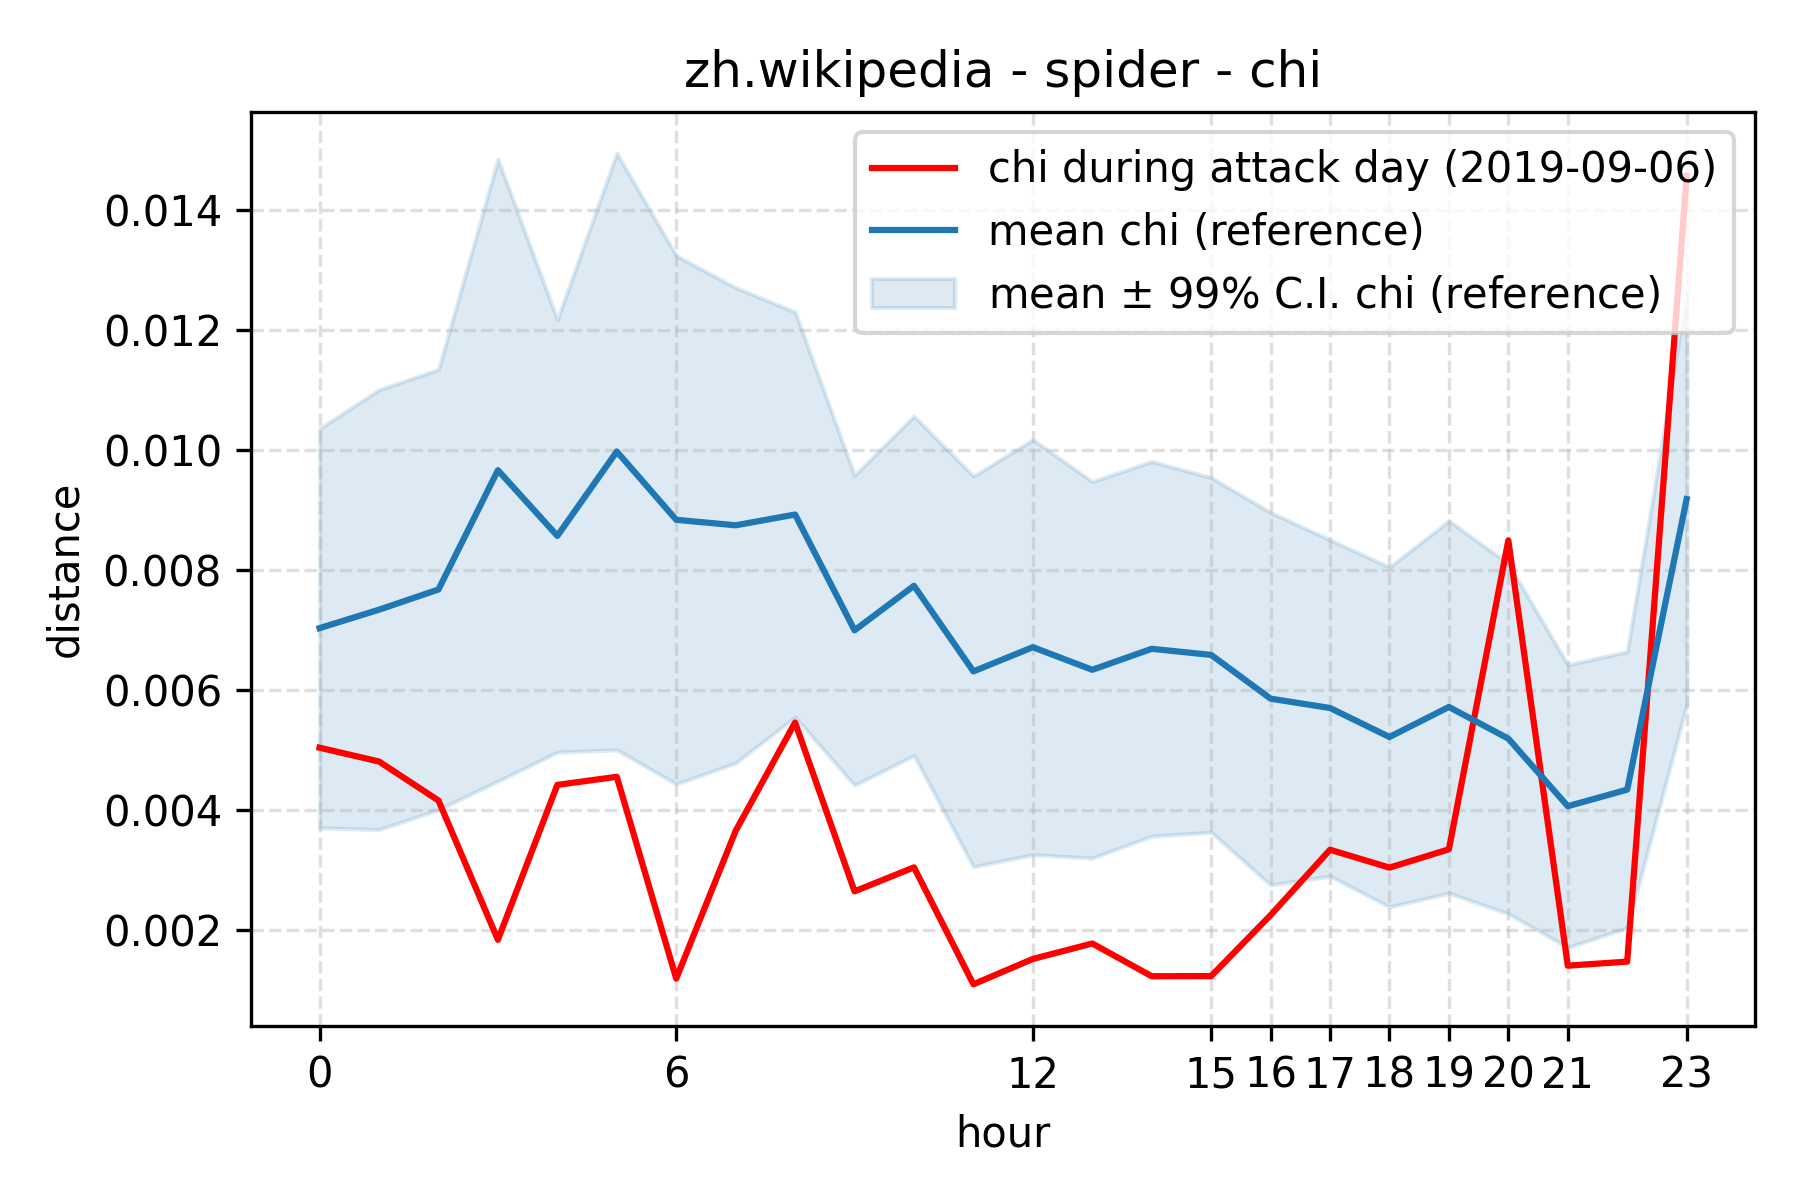 zh.wikipedia - spider - chi
chi during attack day (2019-09-06)
mean chi (reference)
mean ± 99% C.I. chi (reference)
distance
0.014
0.012
0.010
0.008
0.006
0.004
0.002
0 6 12 15 16 17 18 19 20 21 23
hour